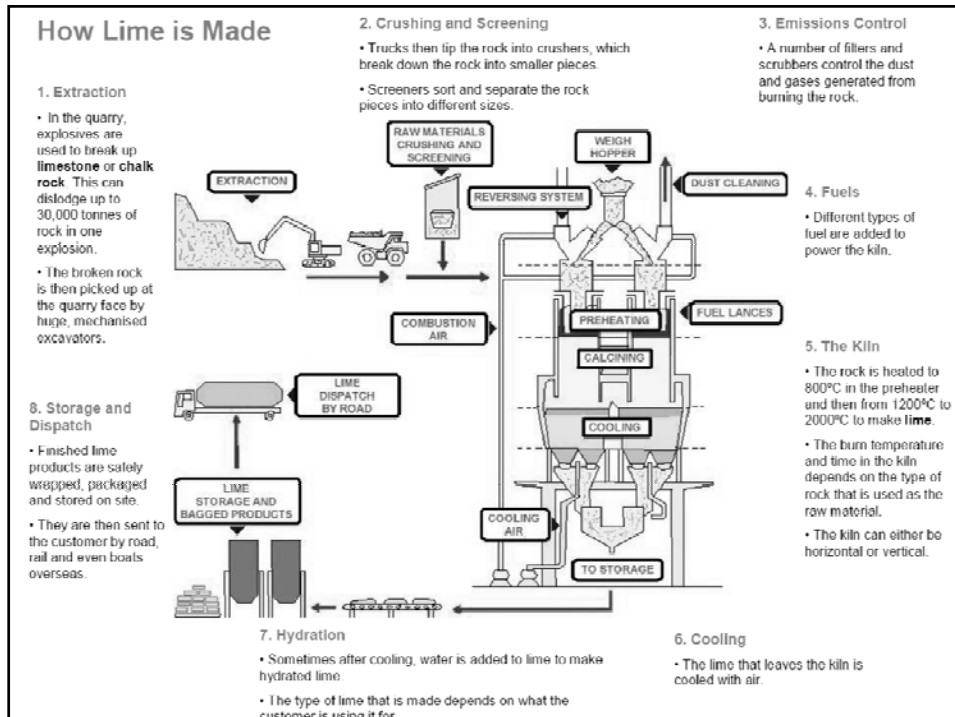 How Lime is Made
1. Extraction
• In the quarry,
explosives are
used to break up
limestone or chalk
rock. This can
dislodge up to
30,000 tonnes of
rock in one
explosion.
• The broken rock
is then picked up at
the quarry face by
huge, mechanised
excavators.
2. Crushing and Screening
• Trucks then tip the rock into crushers, which
break down the rock into smaller pieces.
• Screeners sort and separate the rock
pieces into different sizes.
3. Emissions Control
• A number of filters and
scrubbers control the dust
and gases generated from
burning the rock.
EXTRACTION
RAW MATERIALS
CRUSHING AND
SCREENING
WEIGH
HOPPER
REVERSING SYSTEM
DUST CLEANING
COMBUSTION
AIR
PREHEATING
FUEL LANCES
CALCINING
COOLING
COOLING
AIR
TO STORAGE
LIME
DISPATCH
BY ROAD
LIME
STORAGE AND
BAGGED PRODUCTS
4. Fuels
• Different types of
fuel are added to
power the kiln.
5. The Kiln
• The rock is heated to
800ºC in the preheater
and then from 1200ºC to
2000ºC to make lime.
• The burn temperature
and time in the kiln
depends on the type of
rock that is used as the
raw material.
• The kiln can either be
horizontal or vertical.
6. Cooling
• The lime that leaves the kiln is
cooled with air.
7. Hydration
• Sometimes after cooling, water is added to lime to make
hydrated lime.
• The type of lime that is made depends on what the
customer is using it for
8. Storage and
Dispatch
• Finished lime
products are safely
wrapped, packaged
and stored on site.
• They are then sent to
the customer by road,
rail and even boats
overseas.